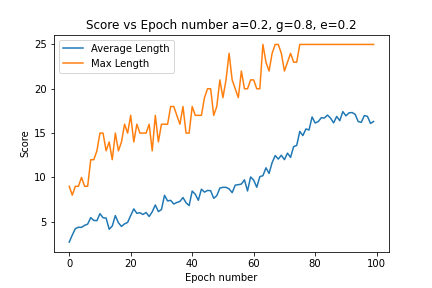 Score vs Epoch number a=0.2, g=0.8, e=0.2
Average Length
Max Length
25
20
15
10
5
Score
0 20 40 60 80 100
Epoch number